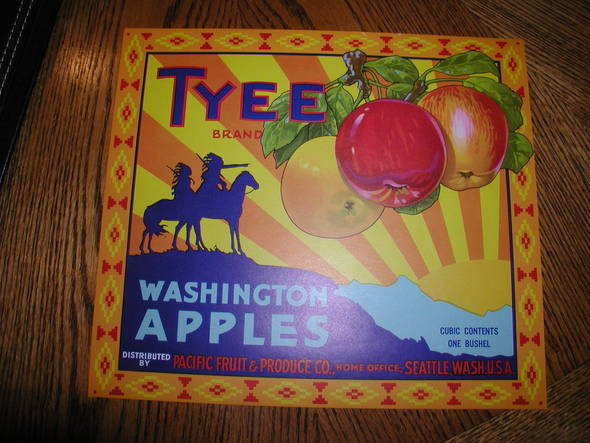 TYEE
BRAND
WASHINGTON
APPLES
CUBIC CONTENTS
ONE BUSHEL
DISTRIBUTED
BY PACIFIC FRUIT & PRODUCE CO., HOME OFFICE, SEATTLE, WASH. U.S.A.